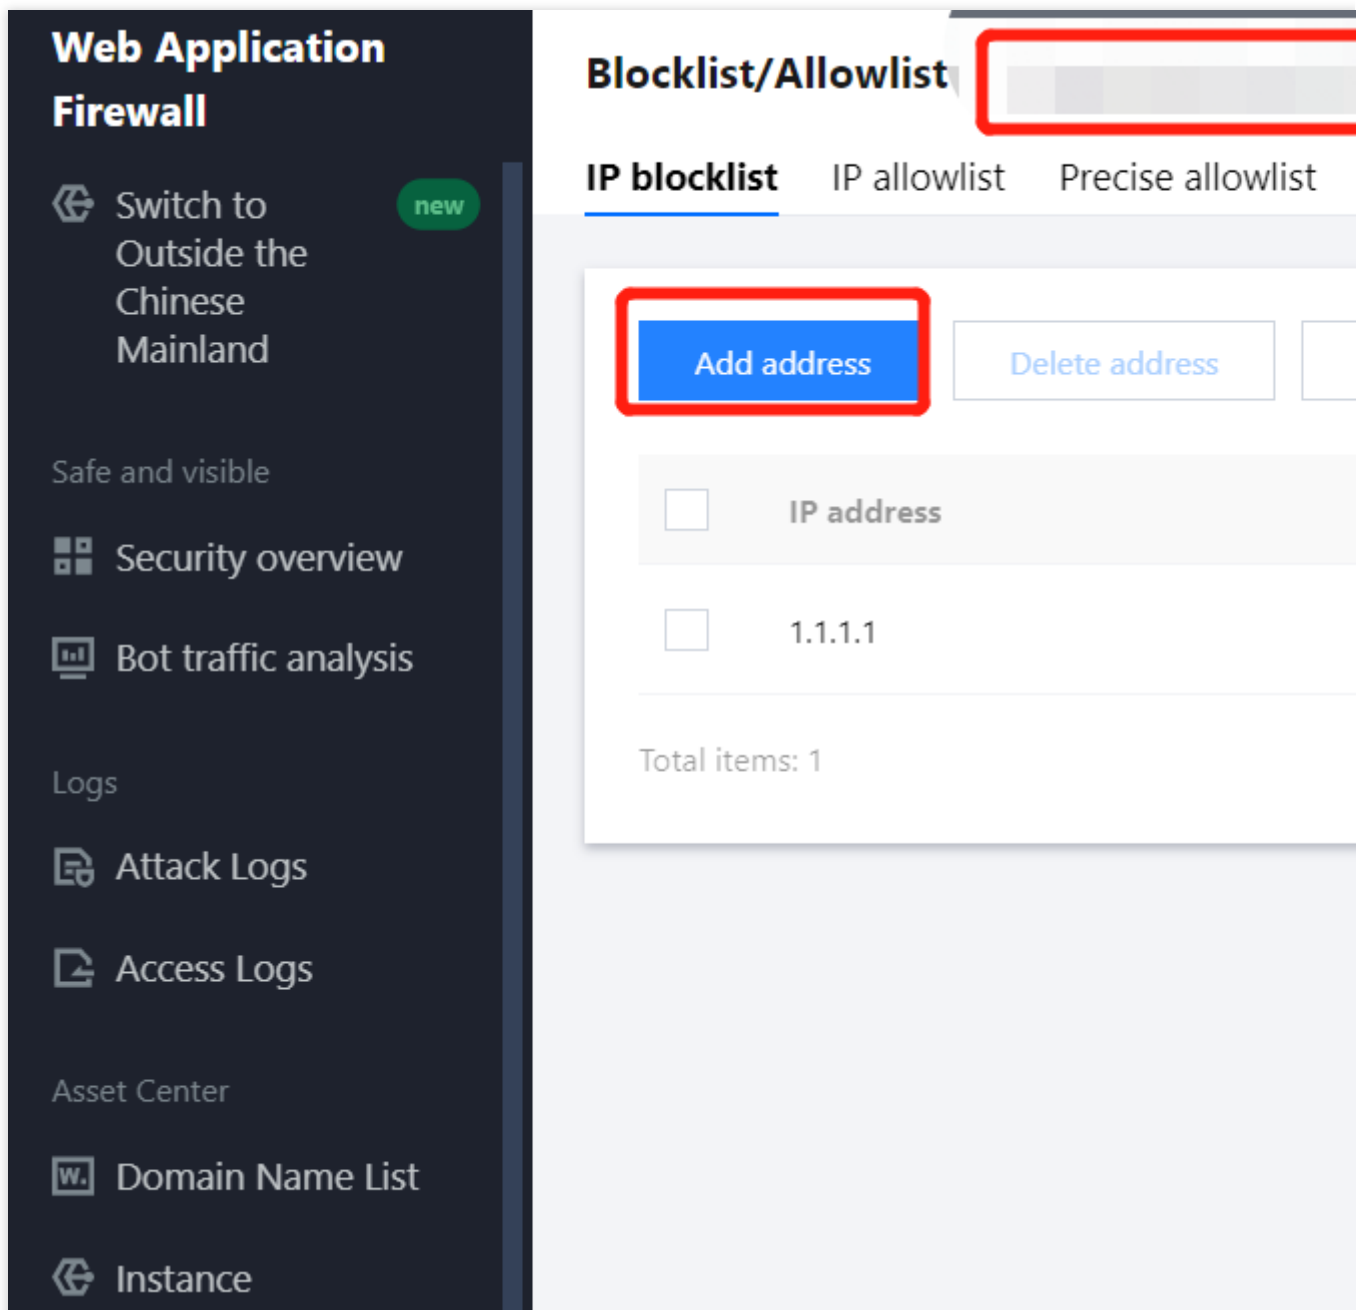 Web Application
Firewall
Switch to
Outside the
Chinese
Mainland
new
Safe and visible
Security overview
Bot traffic analysis
Logs
Attack Logs
Access Logs
Asset Center
W.
Domain Name List
Instance
Blocklist/Allowlist
IP blocklist IP allowlist Precise allowlist
Add address Delete address
IP address
1.1.1.1
Total items: 1